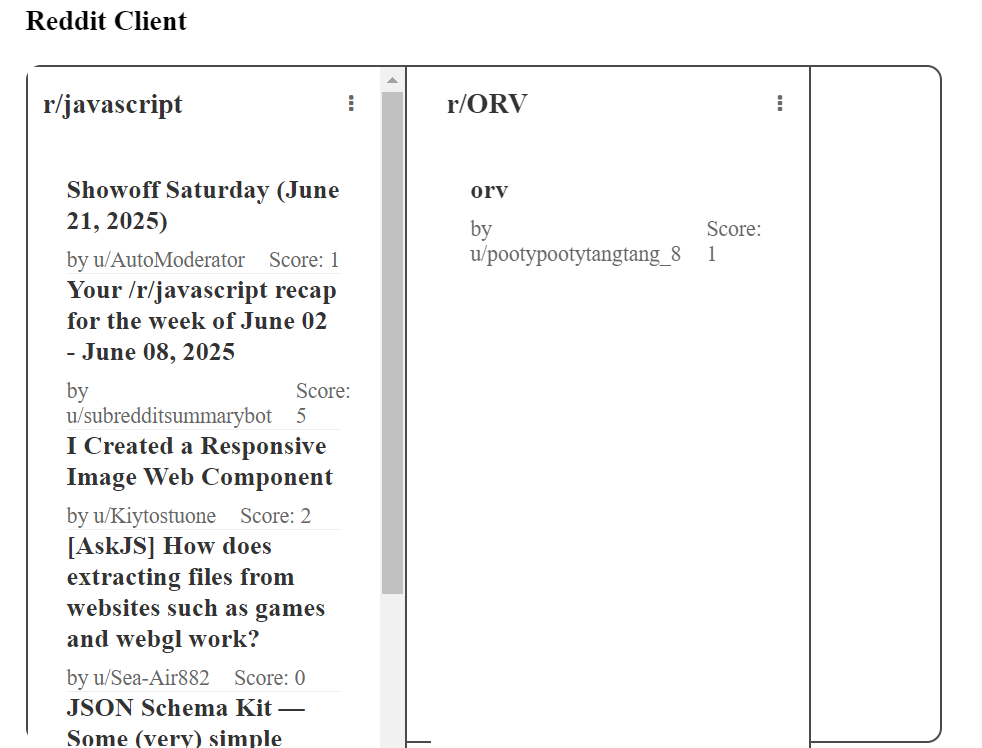 Reddit Client
r/javascript
Showoff Saturday (June
21, 2025)
by u/AutoModerator Score: 1
Your /r/javascript recap
for the week of June 02
- June 08, 2025
by Score:
u/subredditsummarybot 5
I Created a Responsive
Image Web Component
by u/Kiytostuone Score: 2
[AskJS] How does
extracting files from
websites such as games
and webgl work?
by u/Sea-Air882 Score: 0
JSON Schema Kit —
Some (very) simple
r/ORV
orv
by Score:
u/pootypootytangtang_8 1